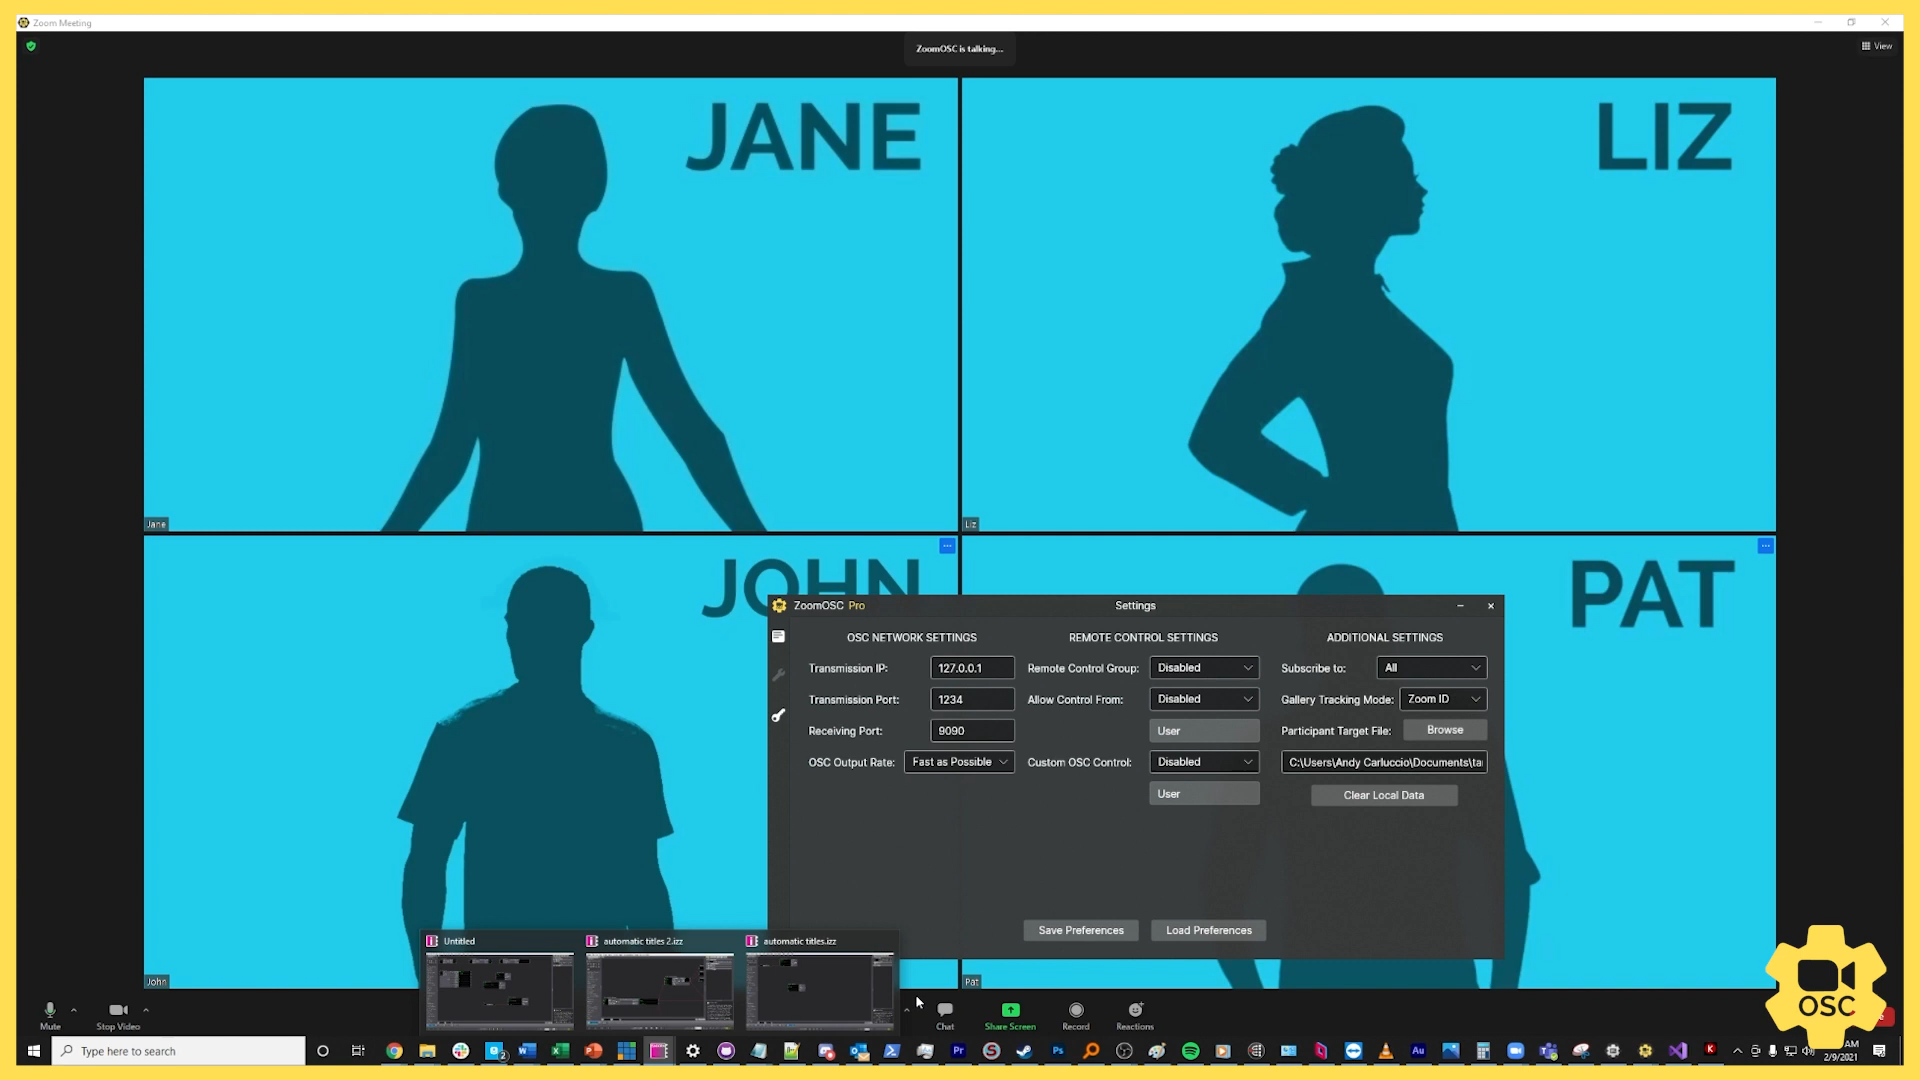 Zoom Meeting
ZoomOSC is talking...
View
JANE
LIZ
Jane
Liz
JOHN
PAT
ZoomOSC Pro
Settings
OSC NETWORK SETTINGS
REMOTE CONTROL SETTINGS
ADDITIONAL SETTINGS
Transmission IP:
127.0.0.1
Remote Control Group:
Disabled
Subscribe to:
All
Transmission Port:
1234
Allow Control From:
Disabled
Gallery Tracking Mode:
Zoom ID
Receiving Port:
9090
User
Participant Target File:
Browse
OSC Output Rate:
Fast as Possible
Custom OSC Control:
Disabled
C:\Users\Andy Carluccio\Documents\ta
User
Clear Local Data
Save Preferences
Load Preferences
Untitled
automatic titles 2.izz
automatic titles.izz
John
Pat
OSC
Mute
Stop Video
Chat
Share Screen
Record
Reactions
Type here to search
AM
2/9/2021